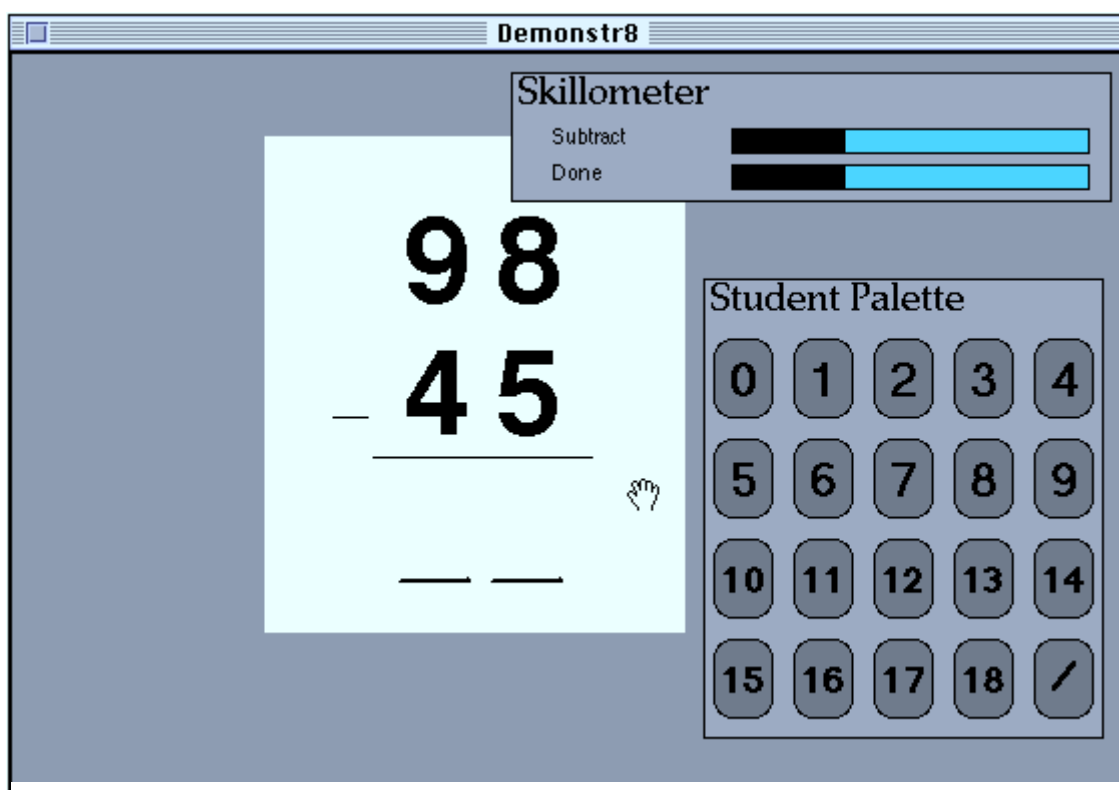 Demonstr8
Skillometer
Subtract
Done
98
- 45
Student Palette
0 1 2 3 4
5 6 7 8 9
10 11 12 13 14
15 16 17 18 /